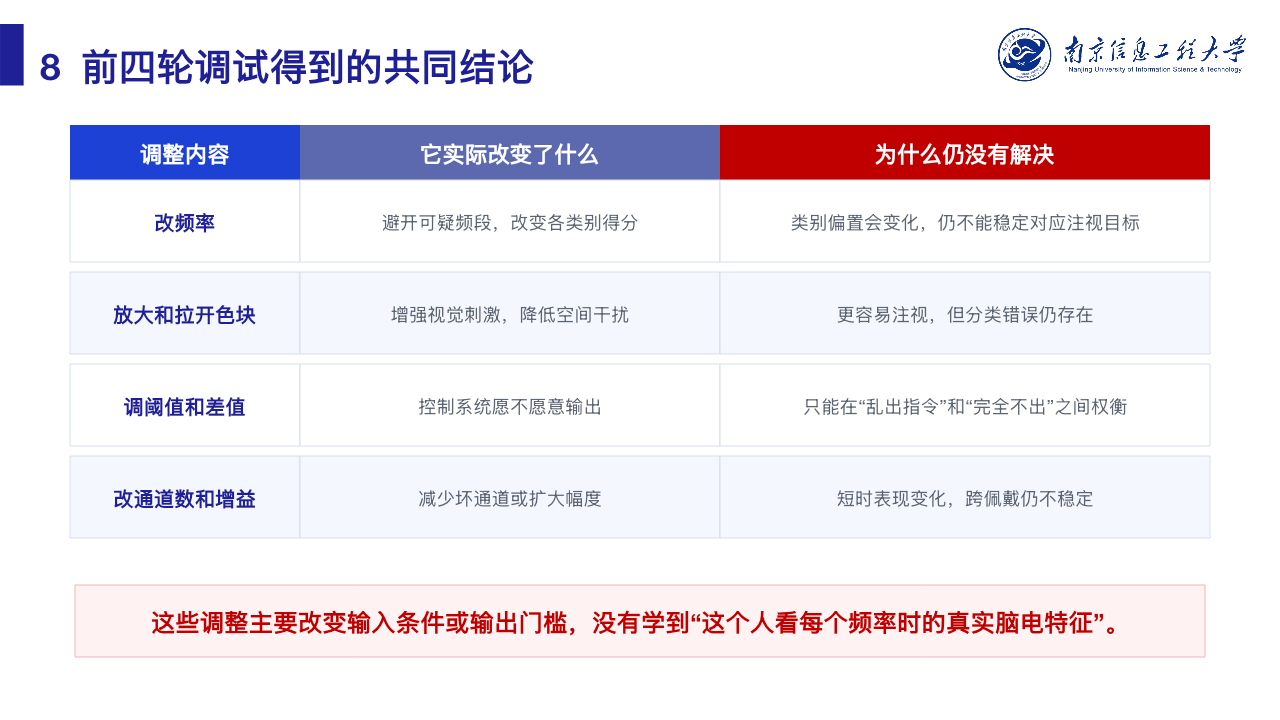 8 前四轮调试得到的共同结论
南京信息工程大学
Nanjing University of Information Science & Technology
调整内容 它实际改变了什么 为什么仍没有解决
改频率 避开可疑频段，改变各类别得分 类别偏置会变化，仍不能稳定对应注视目标
放大和拉开色块 增强视觉刺激，降低空间干扰 更容易注视，但分类错误仍存在
调阈值和差值 控制系统愿不愿意输出 只能在“乱出指令”和“完全不出”之间权衡
改通道数和增益 减少坏通道或扩大幅度 短时表现变化，跨佩戴仍不稳定
这些调整主要改变输入条件或输出门槛，没有学到“这个人看每个频率时的真实脑电特征”。